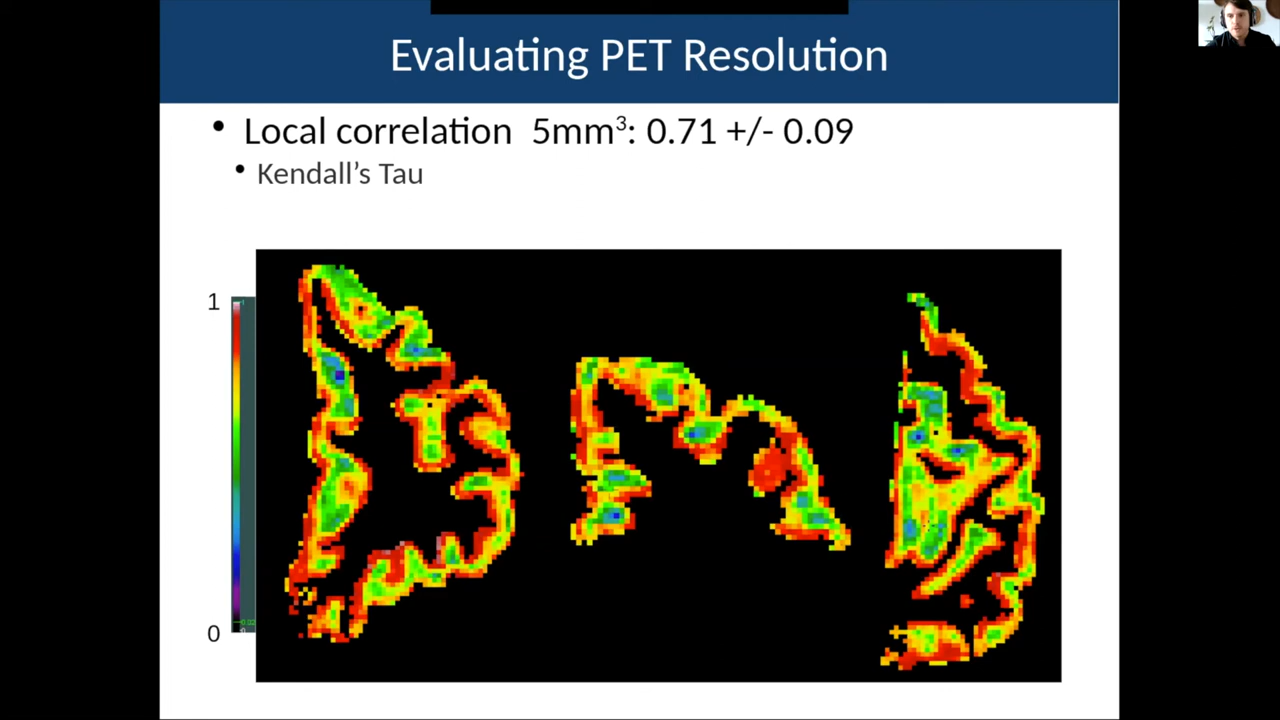 Evaluating PET Resolution
• Local correlation 5mm³: 0.71 +/- 0.09
• Kendall’s Tau
1
0